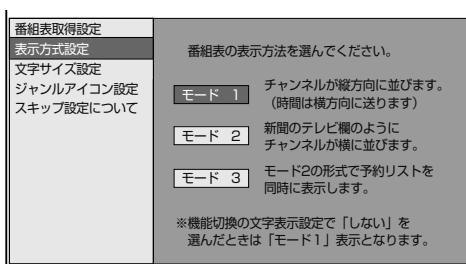 番組表取得設定
表示方式設定
文字サイズ設定
ジャンルアイコン設定
スキップ設定について
番組表の表示方法を選んでください。
モード 1
チャンネルが縦方向に並びます。
（時間は横方向に送ります）
モード 2
新聞のテレビ欄のように
チャンネルが横に並びます。
モード 3
モード2の形式で予約リストを
同時に表示します。
※機能切換の文字表示設定で「しない」を
選んだときは「モード１」表示となります。